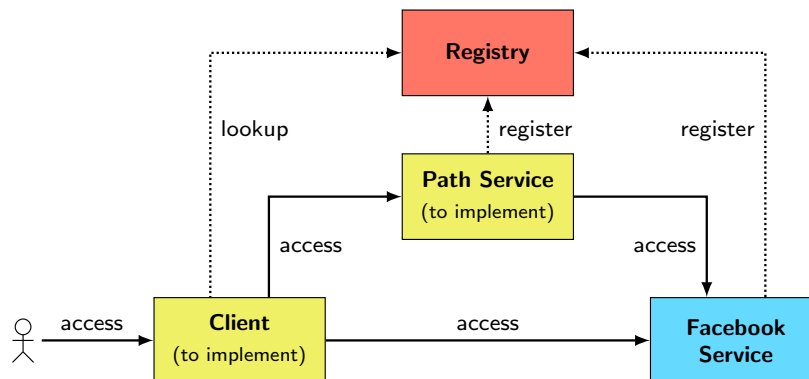 Registry
lookup
register
register
Path Service
(to implement)
access
access
access
Client
(to implement)
access
Facebook
Service